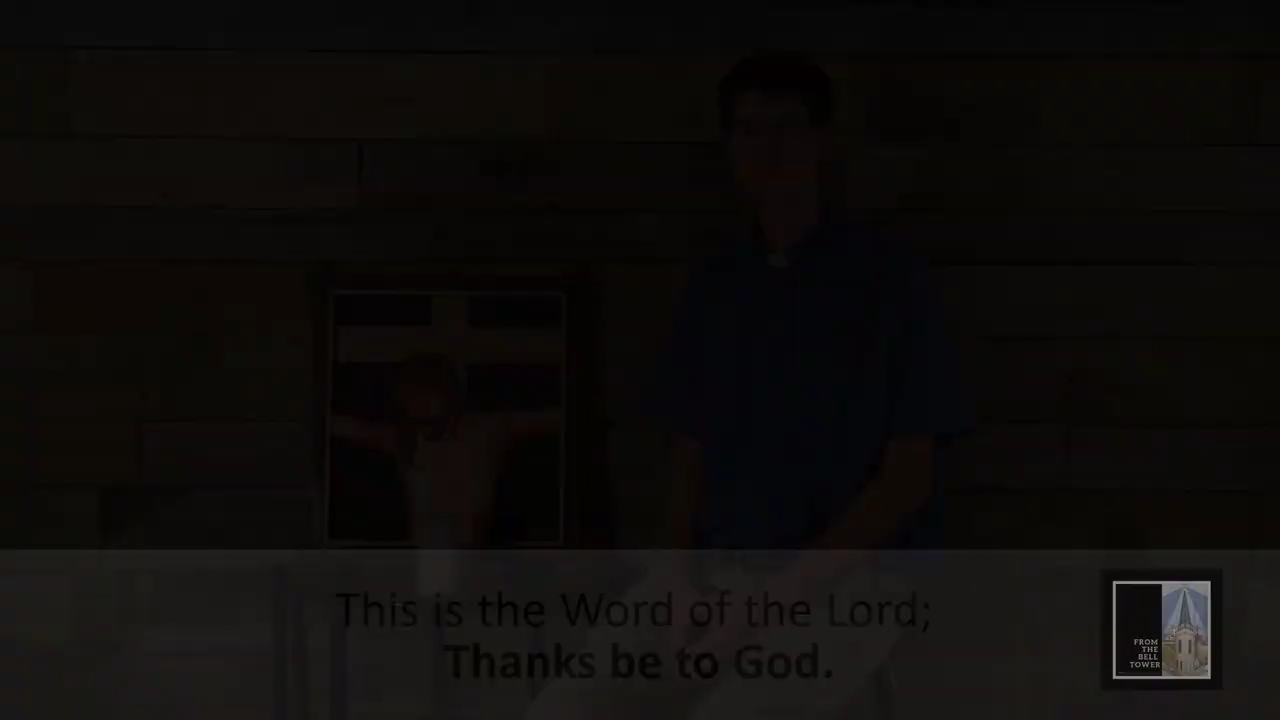 This is the Word of the Lord;
Thanks be to God.
FROM
THE
BELL
TOWER